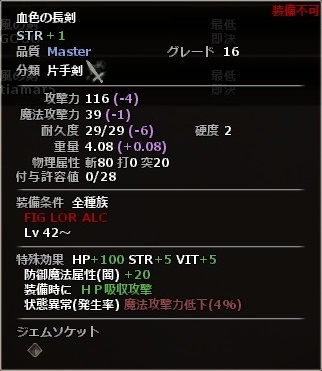 血色の長剣 装備不可
STR +1
品質 Master グレード 16
分類 片手剣
攻撃力 116 (-4)
魔法攻撃力 39 (-1)
耐久度 29/29 (-6) 硬度 2
重量 4.08 (+0.08)
物理属性 斬80 打0 突20
付与許容値 0/28
装備条件 全種族
FIG LOR ALC
Lv 42～
特殊効果 HP+100 STR+5 VIT+5
防御魔法属性(闇) +20
装備時に ＨＰ吸収攻撃
状態異常(発生率) 魔法攻撃力低下(4%)
ジェムソケット